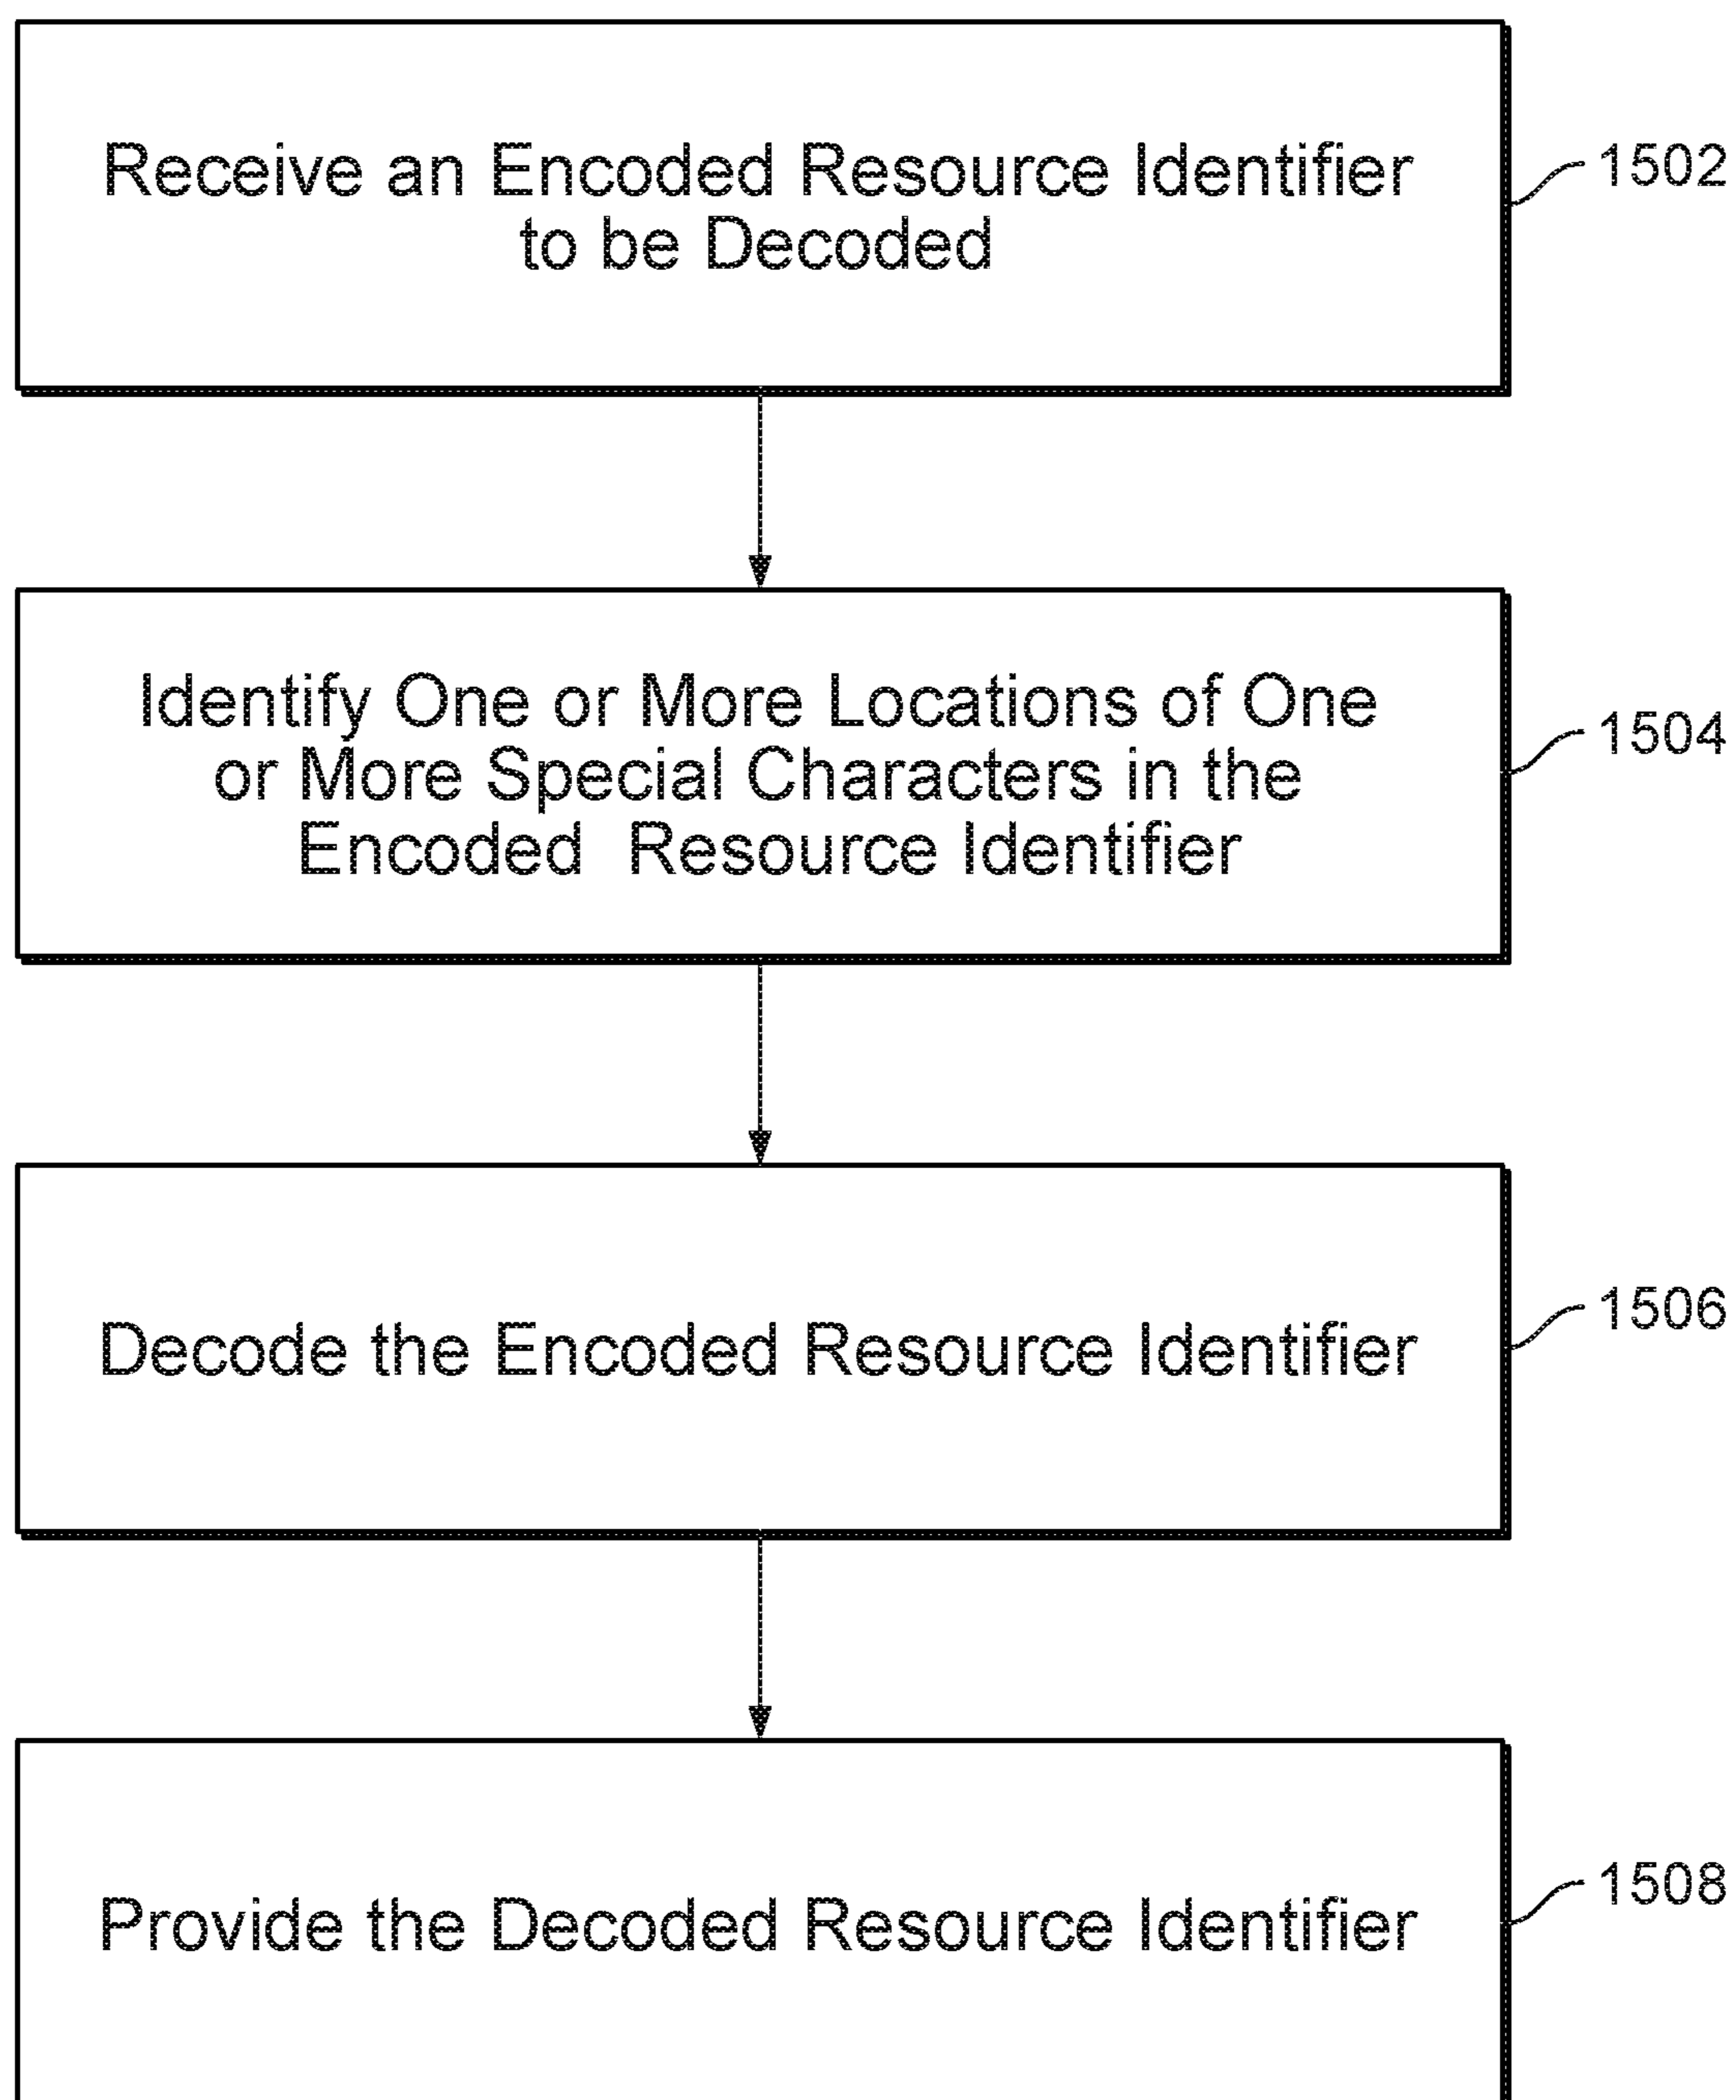 Receive an Encoded Resource Identifier
to be Decoded
1502
Identify One or More Locations of One
or More Special Characters in the
Encoded  Resource Identifier
1504
Decode the Encoded Resource Identifier
1506
Provide the Decoded Resource Identifier
1508